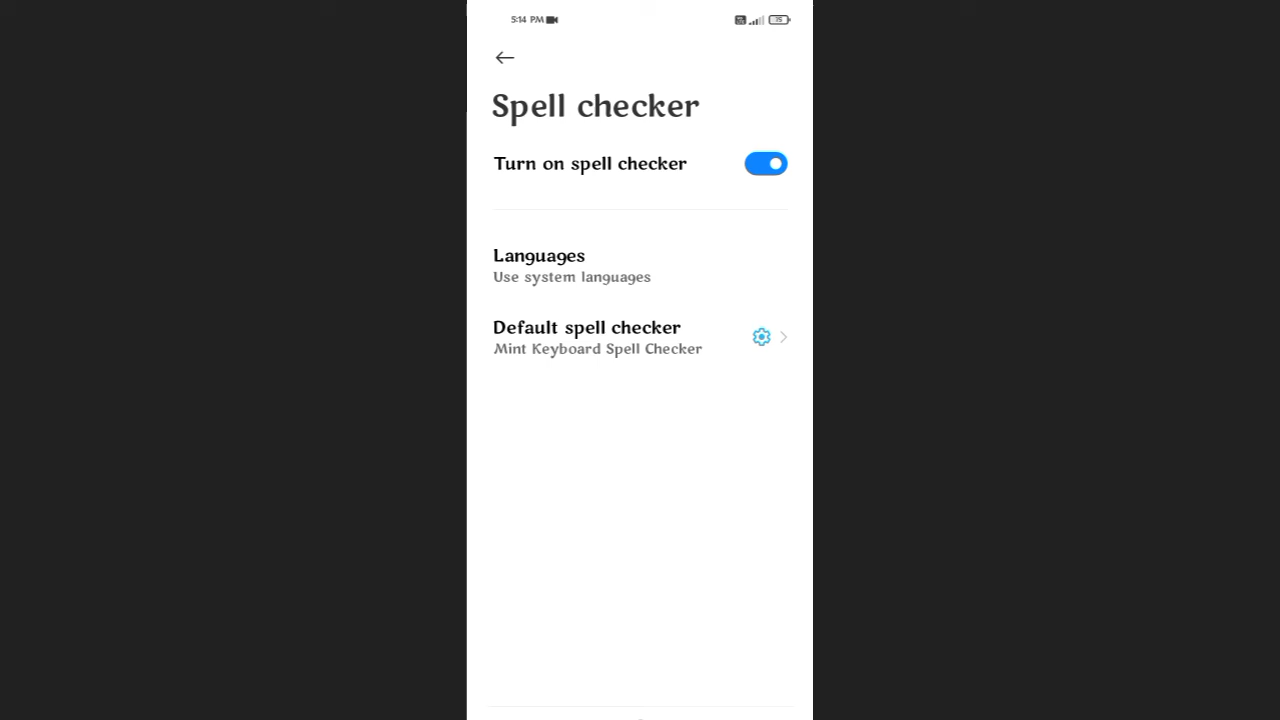 5:14 PM
75
Spell checker
Turn on spell checker
Languages
Use system languages
Default spell checker
Mint Keyboard Spell Checker